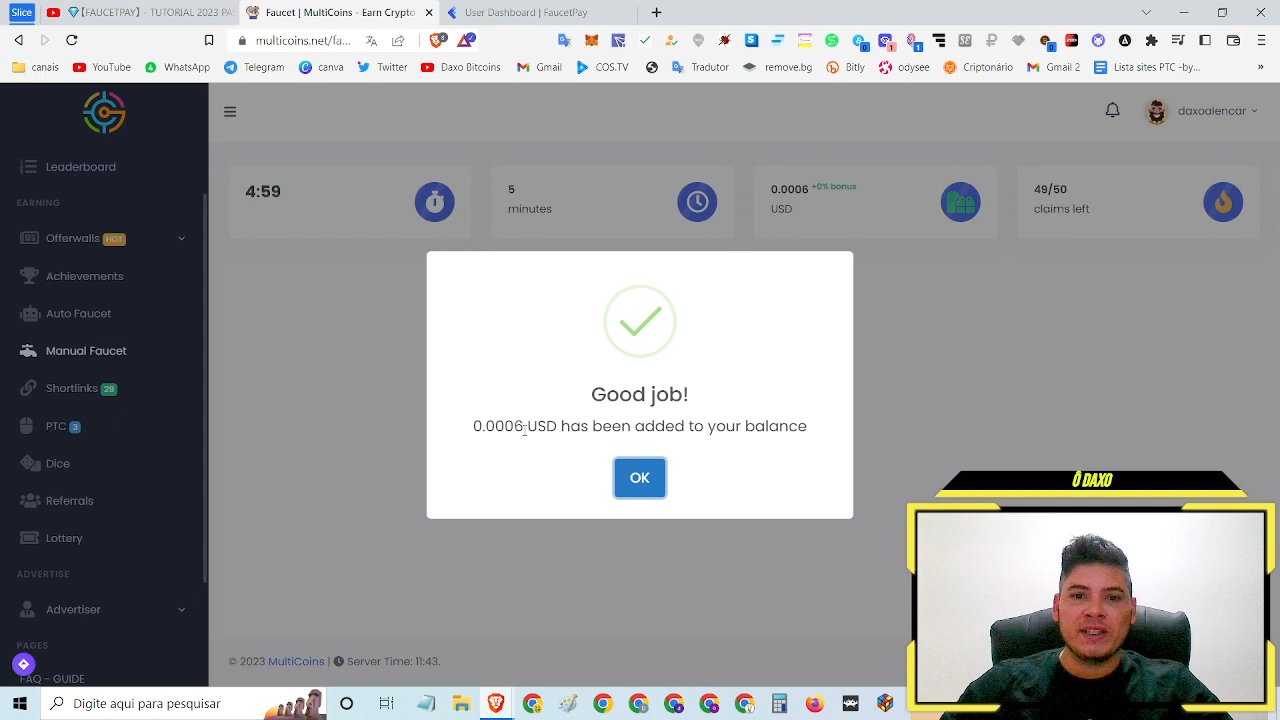 Slice
【FAUCETPAY】 - TUTORIAL 2023 PA
Faucet | MultiCoins - Earn Crypto
User Dashboard | FaucetPay
multicoins.net/fa...
canais
YouTube
WhatsApp
Telegram
canva
Twitter
Daxo Bitcoins
Gmail
COS.TV
Tradutor
remove.bg
Bitly
odysee
Criptonário
Gmail 2
Lista sites PTC -by...
»
daxoalencar
Leaderboard
EARNING
Offerwalls HOT
Achievements
Auto Faucet
Manual Faucet
Shortlinks 29
PTC 3
Dice
Referrals
Lottery
ADVERTISE
Advertiser
PAGES
FAQ - GUIDE
4:59
5
minutes
0.0006 +0% bonus
USD
49/50
claims left
Good job!
0.0006 USD has been added to your balance
OK
Ô DAXO
© 2023 MultiCoins | Server Time: 11:43.
Digite aqui para pesquisar